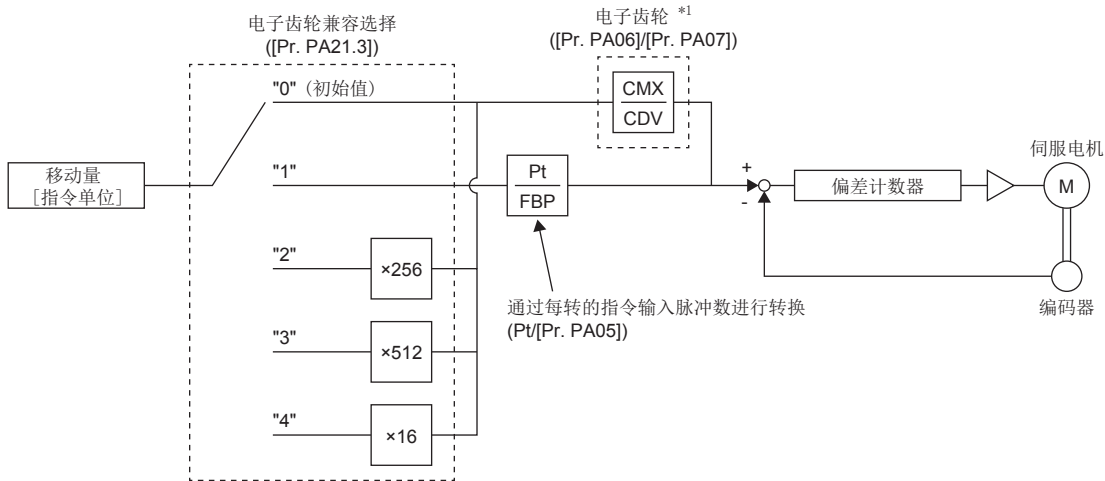 电子齿轮兼容选择
([Pr. PA21.3])
电子齿轮 *1
([Pr. PA06]/[Pr. PA07])
"0" (初始值)
CMX
CDV
移动量
[指令单位]
"1"
Pt
FBP
+
-
偏差计数器
伺服电机
M
编码器
"2"
×256
通过每转的指令输入脉冲数进行转换
(Pt/[Pr. PA05])
"3"
×512
"4"
×16